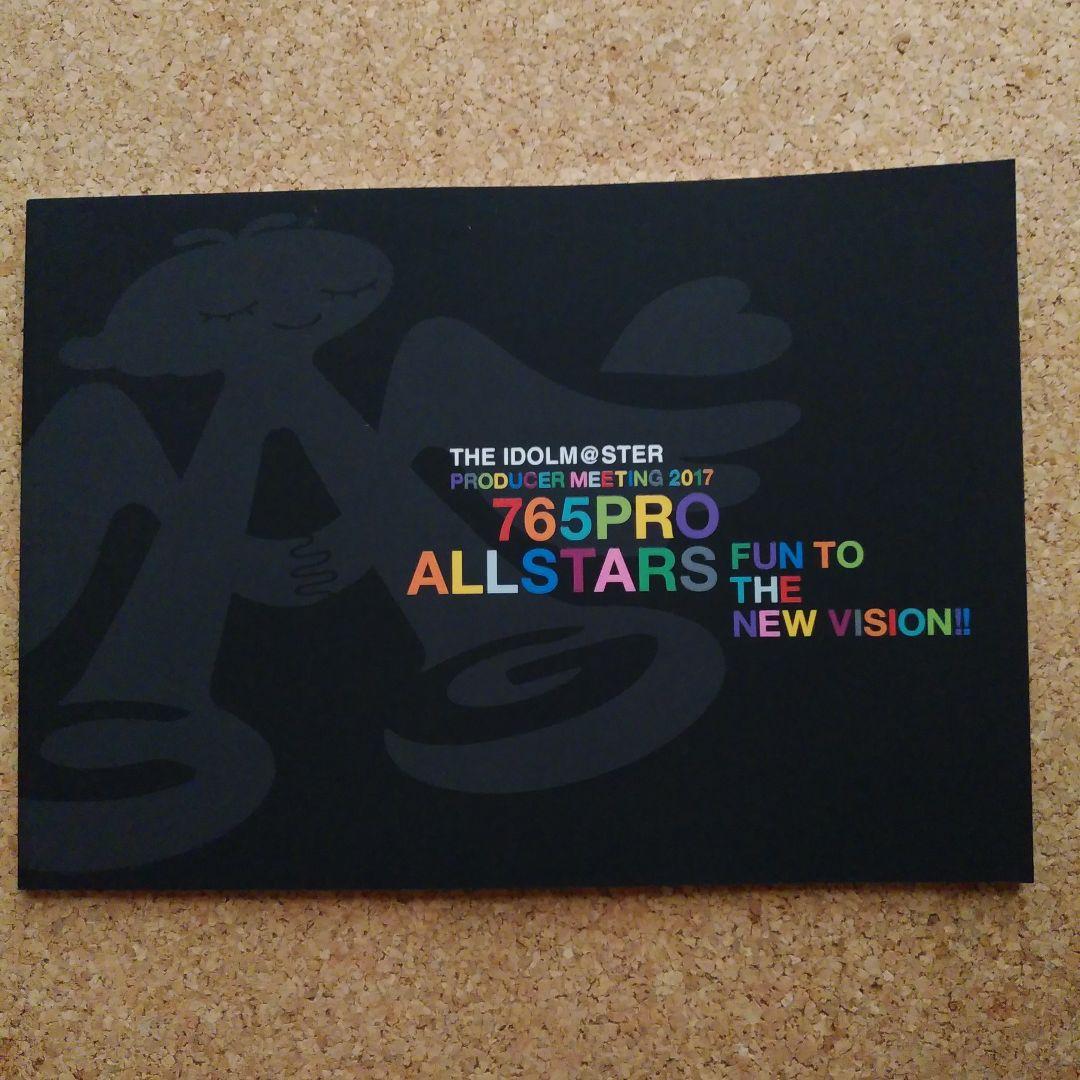 THE IDOLM@STER
PRODUCER MEETING 2017
765PRO
ALLSTARS
FUN TO
THE
NEW VISION!!